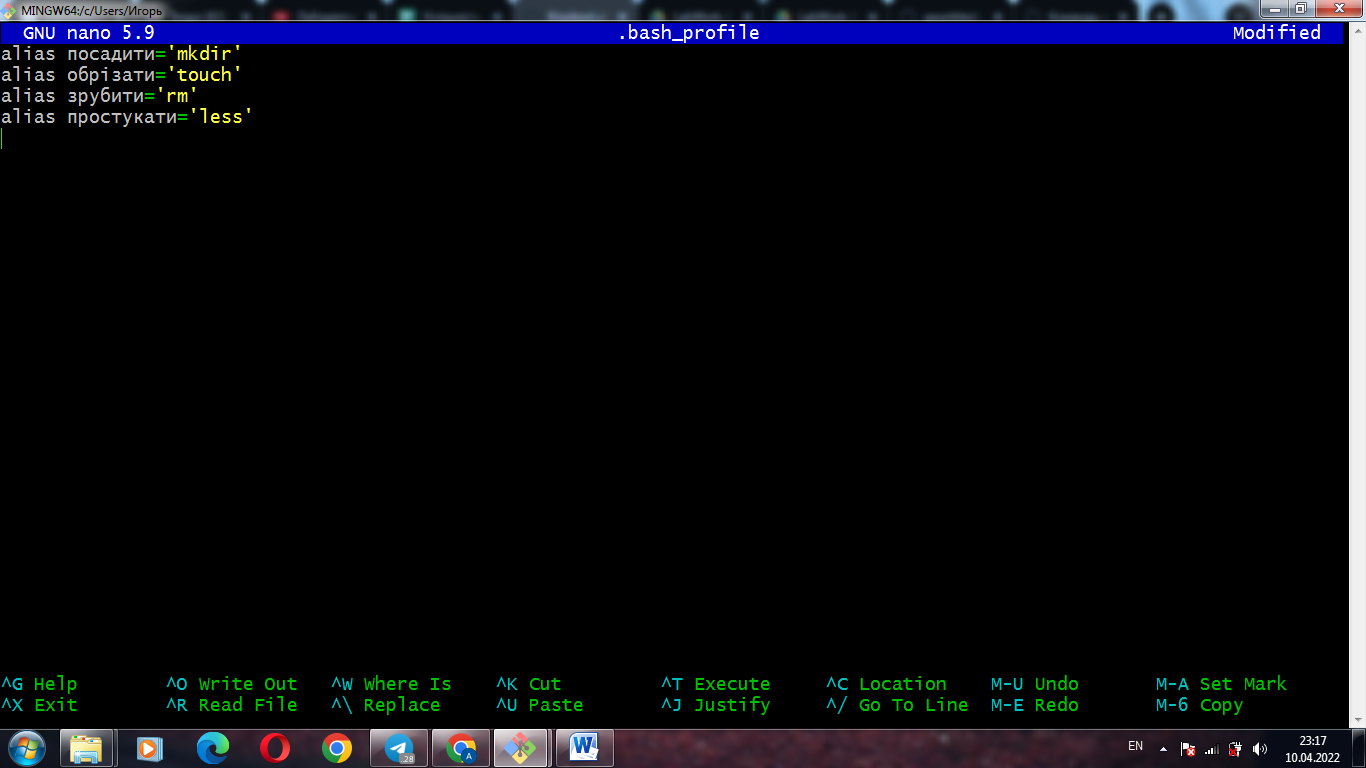 MINGW64:/c/Users/Игорь
GNU nano 5.9 .bash_profile Modified
alias посадити='mkdir'
alias обрізати='touch'
alias зрубити='rm'
alias простукати='less'
^G Help ^O Write Out ^W Where Is ^K Cut ^T Execute ^C Location M-U Undo M-A Set Mark
^X Exit ^R Read File ^\ Replace ^U Paste ^J Justify ^/ Go To Line M-E Redo M-6 Copy
28
A
W
EN
23:17
10.04.2022